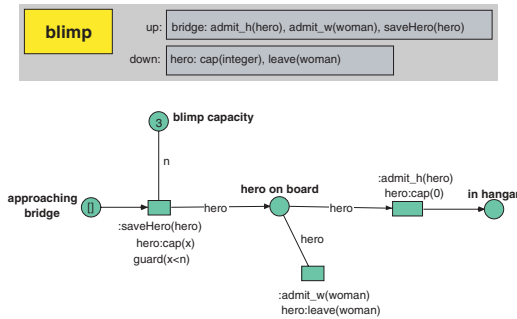 blimp
up: bridge: admit_h(hero), admit_w(woman), saveHero(hero)
down: hero: cap(integer), leave(woman)
3 blimp capacity
n
approaching
bridge
[]
:saveHero(hero)
hero:cap(x)
guard(x<n)
hero
hero on board
hero
:admit_h(hero)
hero:cap(0)
in hangar
hero
:admit_w(woman)
hero:leave(woman)